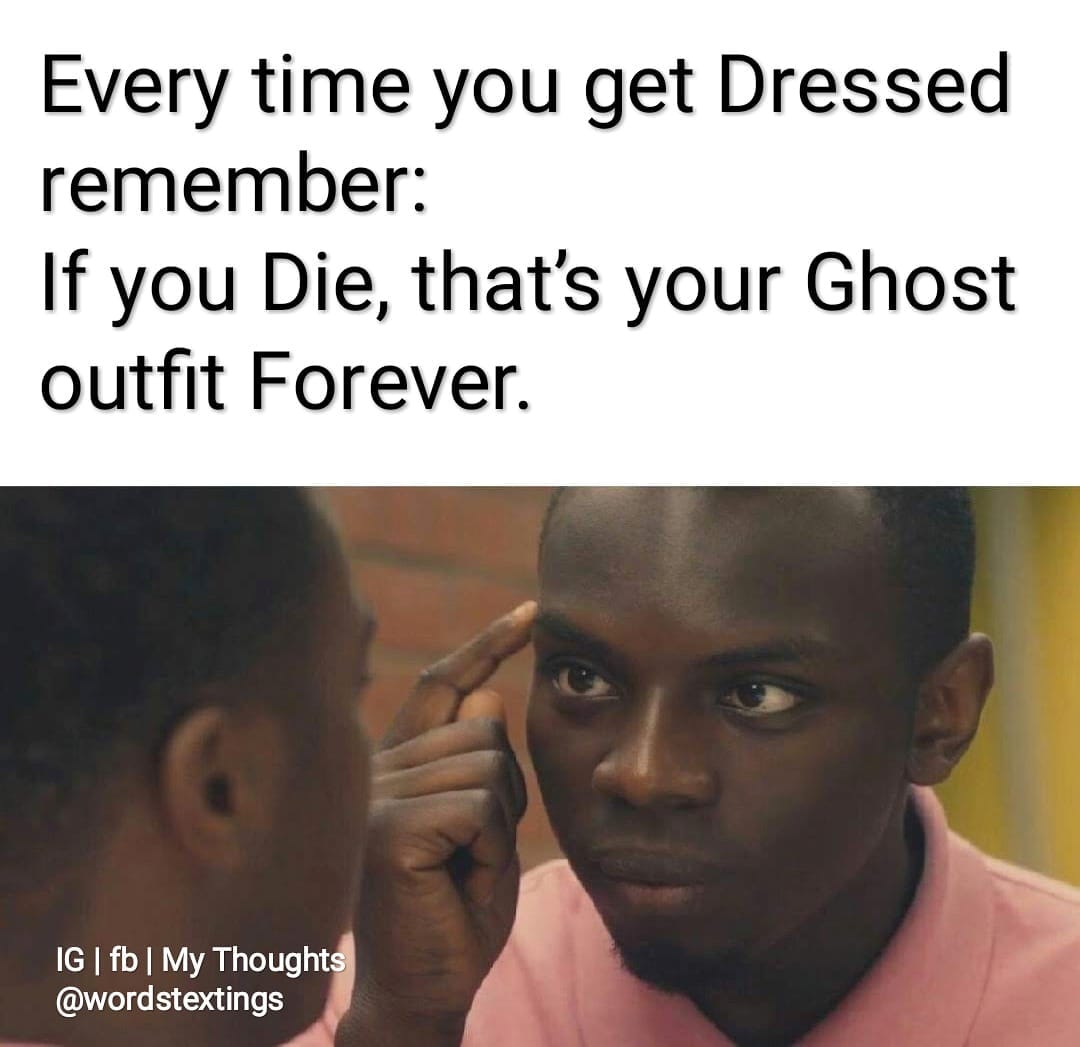 Every time you get Dressed
remember:
If you Die, that's your Ghost
outfit Forever.
IG | fb | My Thoughts
@wordstextings